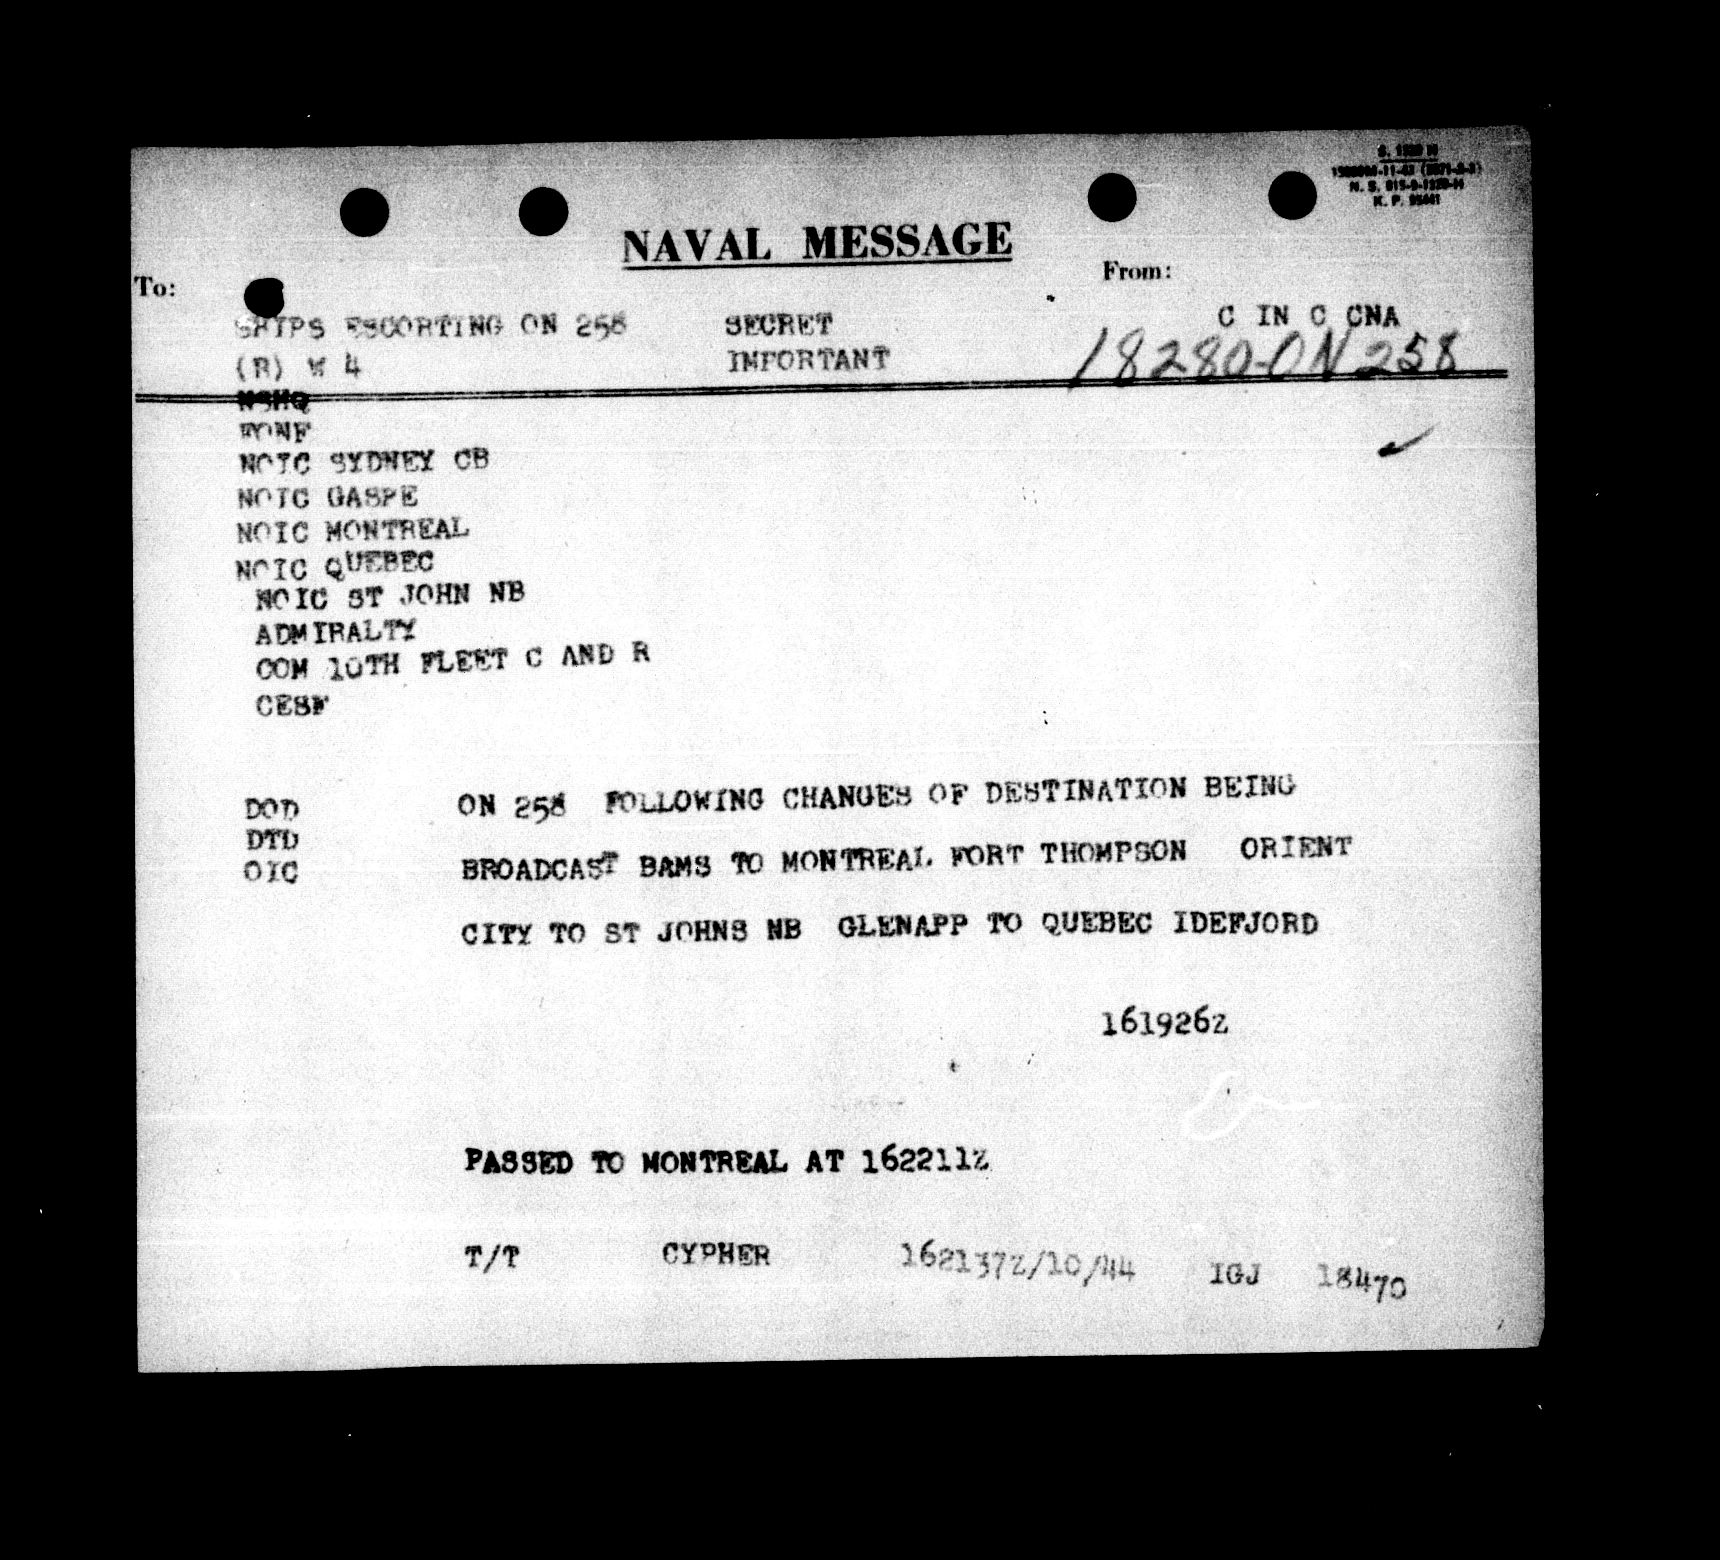 NAVAL MESSAGE
To:
From:
SHIPS ESCORTING ON 258 SECRET C IN C CNA
(R) W 4 IMPORTANT 18280-ON 258
NSHQ
FONF
NOIC SYDNEY CB
NOIC GASPE
NOIC MONTREAL
NOIC QUEBEC
NOIC ST JOHN NB
ADMIRALTY
COM 10TH FLEET C AND R
CESF
DOD ON 258 FOLLOWING CHANGES OF DESTINATION BEING
DTD
OIC BROADCAST BAMS TO MONTREAL FORT THOMPSON ORIENT
CITY TO ST JOHNS NB GLENAPP TO QUEBEC IDEFJORD
161926Z
PASSED TO MONTREAL AT 162211Z
T/T CYPHER 162137Z/10/44 IGJ 18470